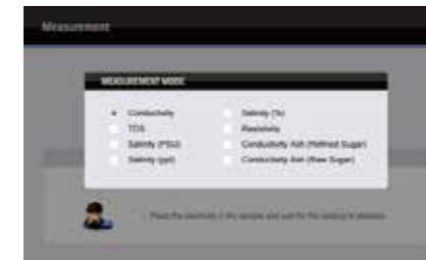 Measurement
MEASUREMENT MODE
Conductivity
TDS
Salinity (PSU)
Salinity (ppt)
Salinity (%)
Resistivity
Conductivity Ash (Refined Sugar)
Conductivity Ash (Raw Sugar)
Place the electrode in the sample and wait for the reading to stabilize.